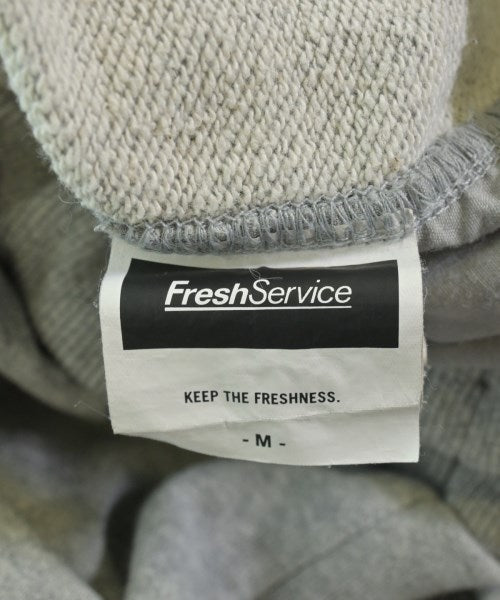 FreshService
KEEP THE FRESHNESS.
- M -